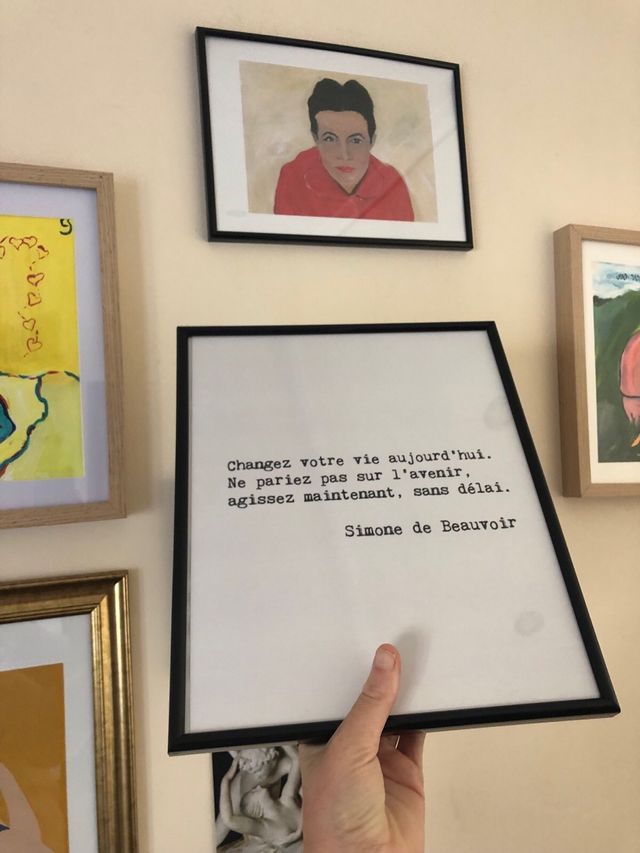 Changez votre vie aujourd'hui.
Ne pariez pas sur l'avenir,
agissez maintenant, sans délai.
Simone de Beauvoir